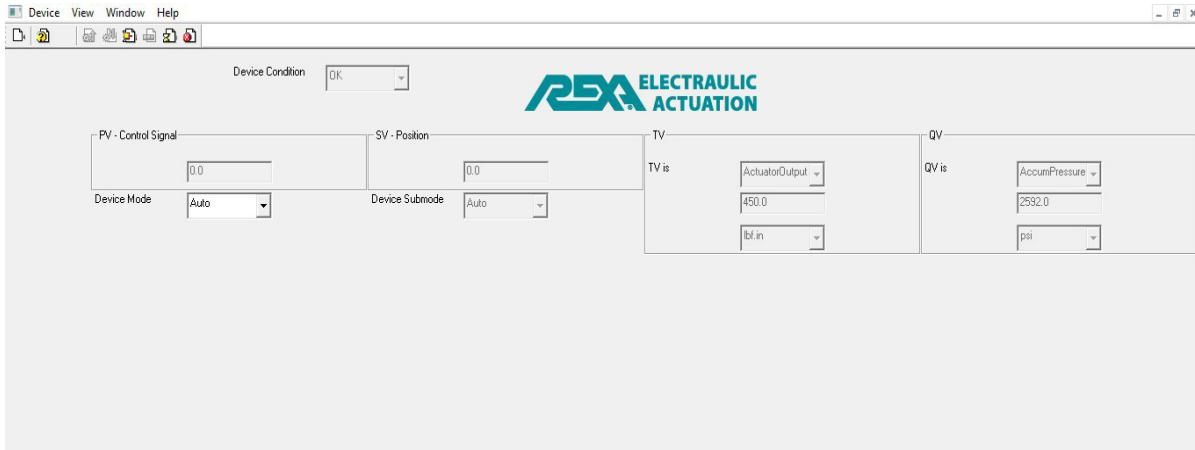 Device View Window Help
Device Condition OK
REXA ELECTRAULIC
ACTUATION
PV - Control Signal
0.0
SV - Position
0.0
TV
TV is ActuatorOutput
450.0
lbf.in
QV
QV is AccumPressure
2592.0
psi
Device Mode Auto
Device Submode Auto